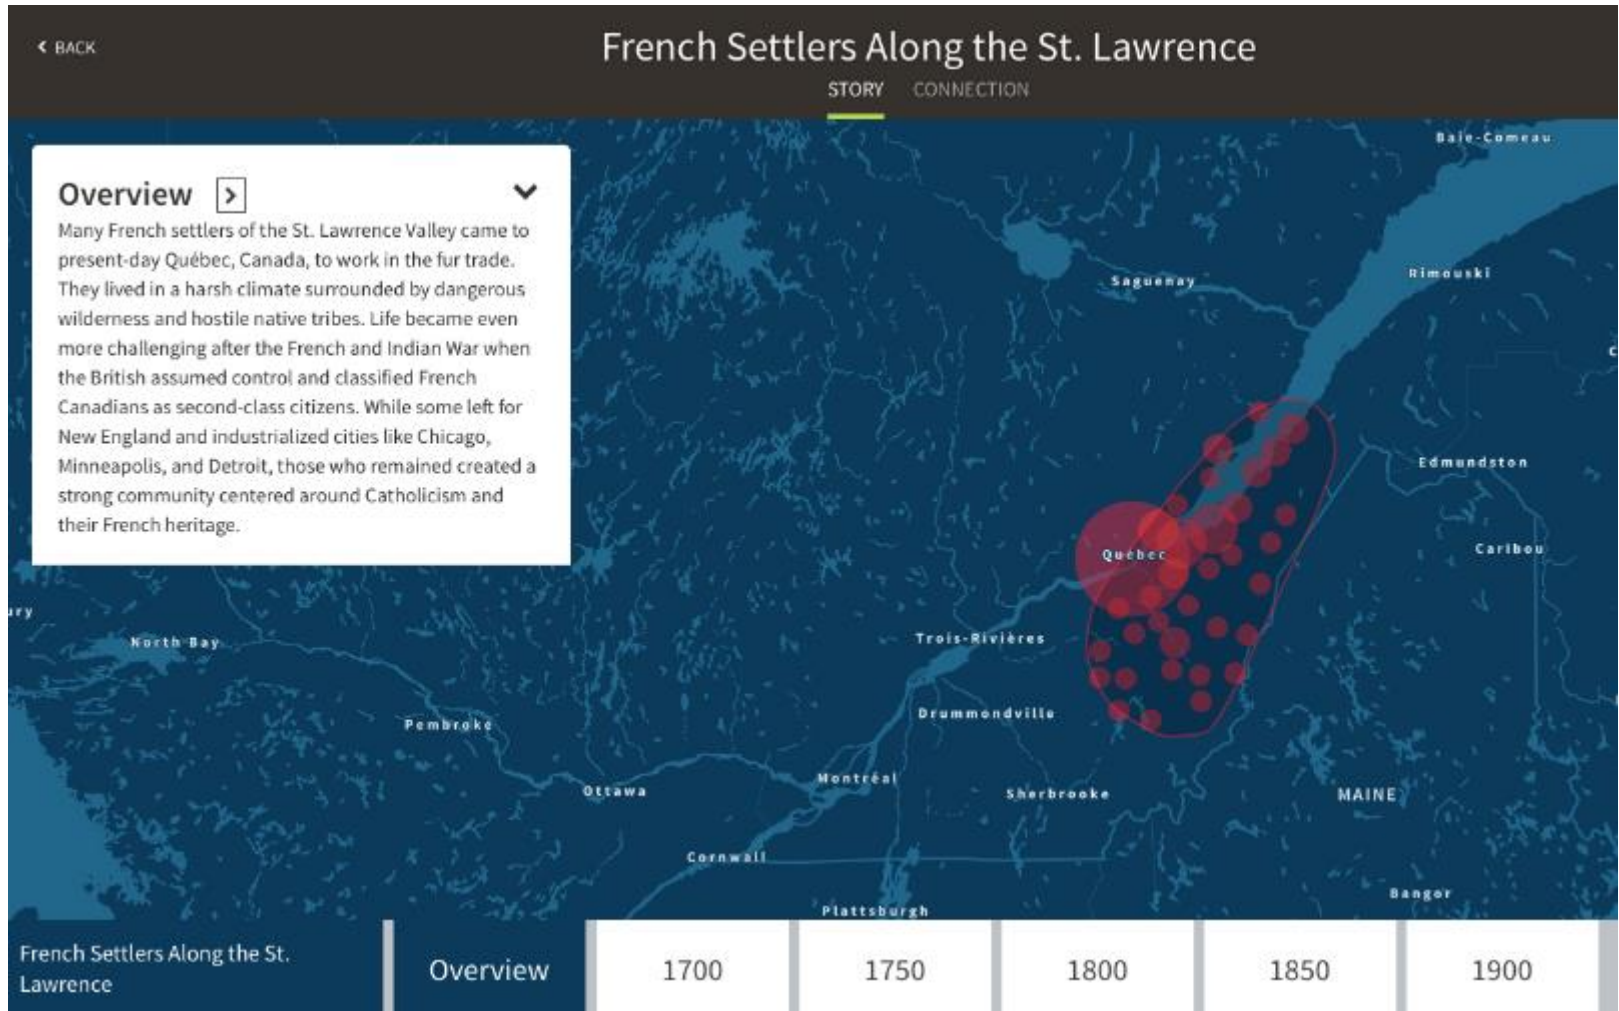 BACK
French Settlers Along the St. Lawrence
STORY CONNECTION
Overview
Many French settlers of the St. Lawrence Valley came to
present-day Québec, Canada, to work in the fur trade.
They lived in a harsh climate surrounded by dangerous
wilderness and hostile native tribes. Life became even
more challenging after the French and Indian War when
the British assumed control and classified French
Canadians as second-class citizens. While some left for
New England and industrialized cities like Chicago,
Minneapolis, and Detroit, those who remained created a
strong community centered around Catholicism and
their French heritage.
Baie-Comeau
Saguenay
Rimouski
Edmundston
Québec
Caribou
ury
North Bay
Trois-Rivières
Pembroke
Drummondville
Montréal
Ottawa
Sherbrooke
MAINE
Cornwall
Bangor
Plattsburgh
French Settlers Along the St.
Lawrence
Overview
1700
1750
1800
1850
1900